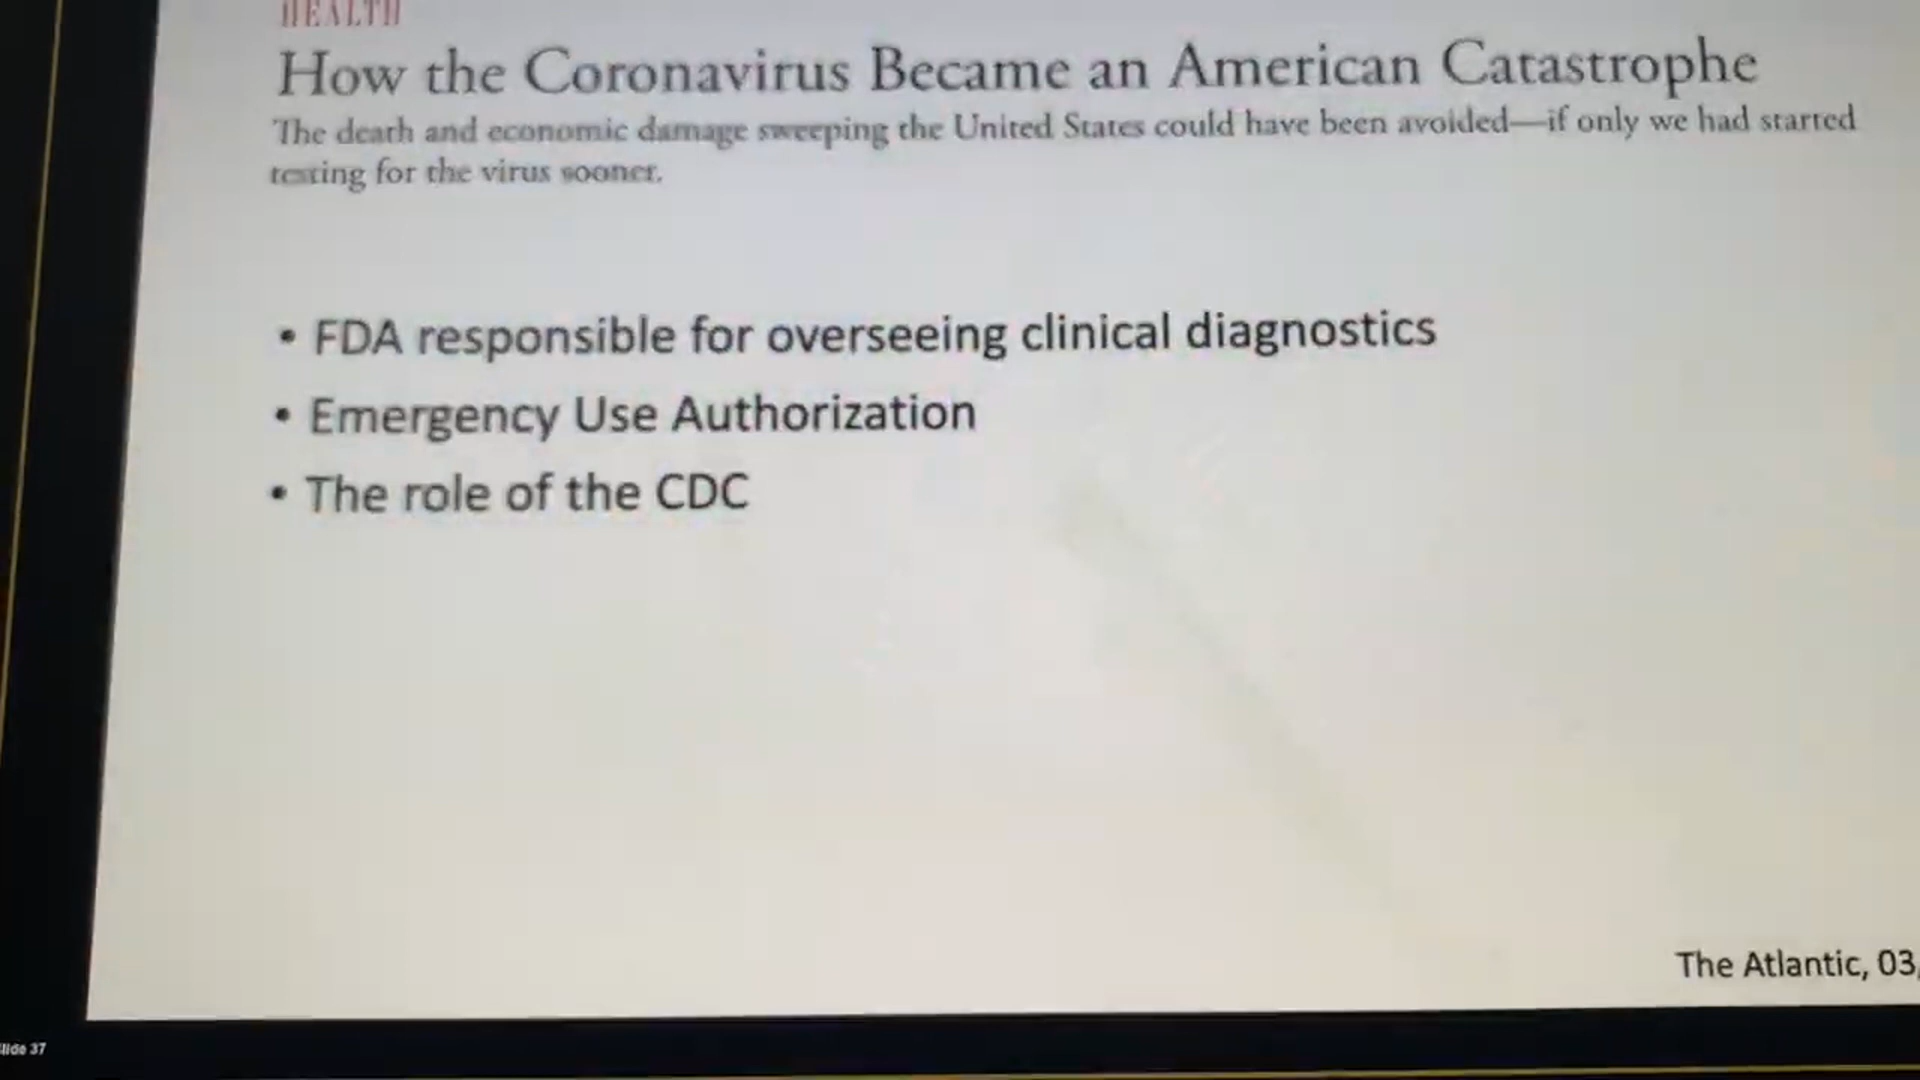 HEALTH
How the Coronavirus Became an American Catastrophe
The death and economic damage sweeping the United States could have been avoided—if only we had started
testing for the virus sooner.
• FDA responsible for overseeing clinical diagnostics
• Emergency Use Authorization
• The role of the CDC
The Atlantic, 03,
lide 37